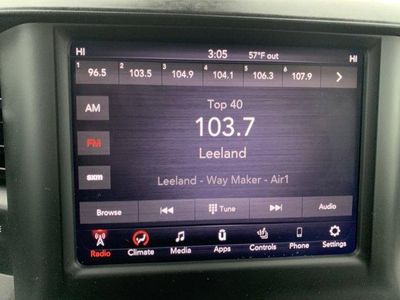 HI 3:05 57°F out HI
1 96.5 2 103.5 3 104.9 4 104.1 5 106.3 6 107.9
AM
Top 40
FM
103.7
Leeland
sxm
Leeland - Way Maker - Air1
Browse Tune Audio
Radio Climate Media Apps Controls Phone Settings